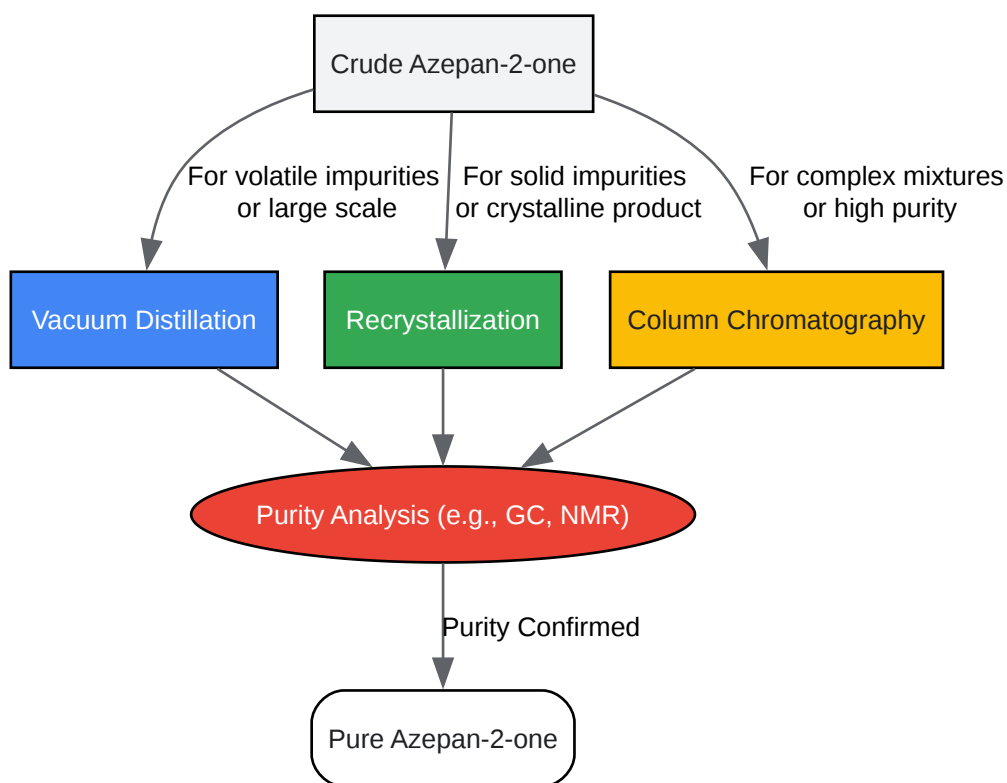 Crude Azepan-2-one
For volatile impurities
or large scale
For solid impurities
or crystalline product
For complex mixtures
or high purity
Vacuum Distillation
Recrystallization
Column Chromatography
Purity Analysis (e.g., GC, NMR)
Purity Confirmed
Pure Azepan-2-one